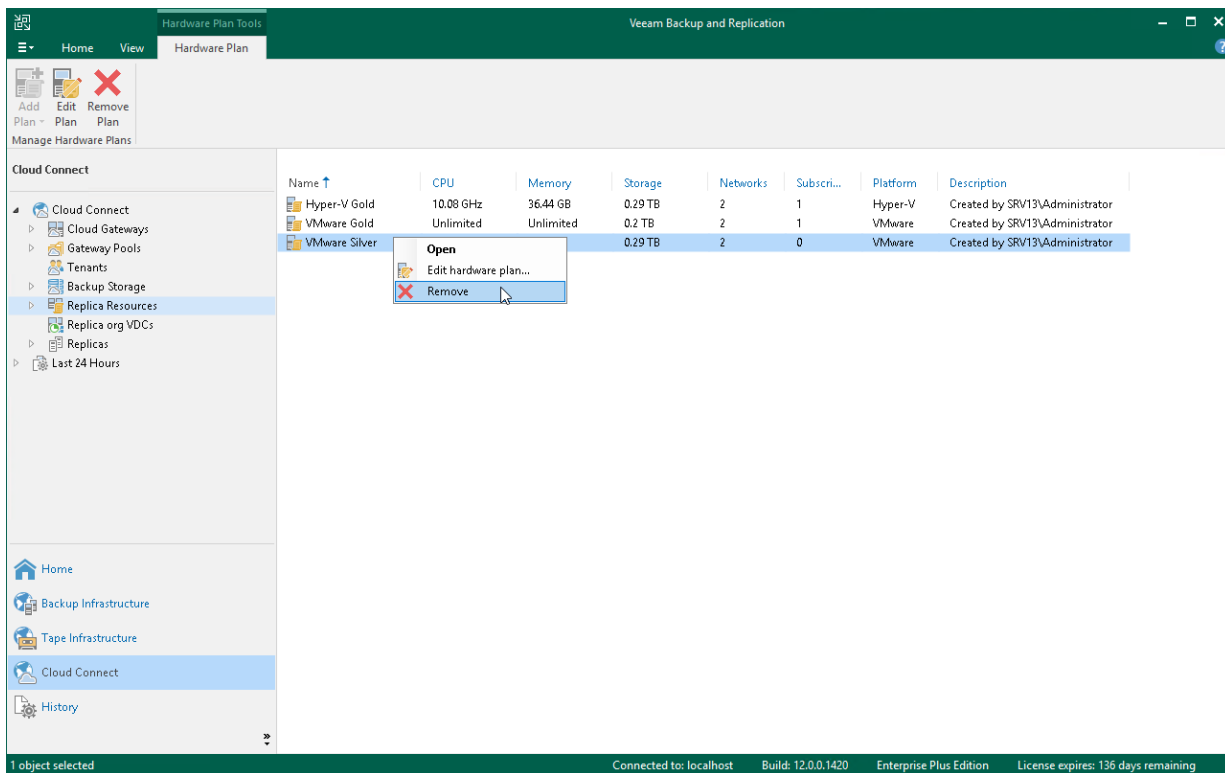 Hardware Plan Tools
Veeam Backup and Replication
Home View Hardware Plan
Add Plan
Edit Plan
Remove Plan
Manage Hardware Plans
Cloud Connect
Cloud Connect
Cloud Gateways
Gateway Pools
Tenants
Backup Storage
Replica Resources
Replica org VDCs
Replicas
Last 24 Hours
Name CPU Memory Storage Networks Subscri... Platform Description
Hyper-V Gold 10.08 GHz 36.44 GB 0.29 TB 2 1 Hyper-V Created by SRV13\Administrator
VMware Gold Unlimited Unlimited 0.2 TB 2 1 VMware Created by SRV13\Administrator
VMware Silver 0.29 TB 2 0 VMware Created by SRV13\Administrator
Open
Edit hardware plan...
Remove
Home
Backup Infrastructure
Tape Infrastructure
Cloud Connect
History
1 object selected
Connected to: localhost Build: 12.0.0.1420 Enterprise Plus Edition License expires: 136 days remaining